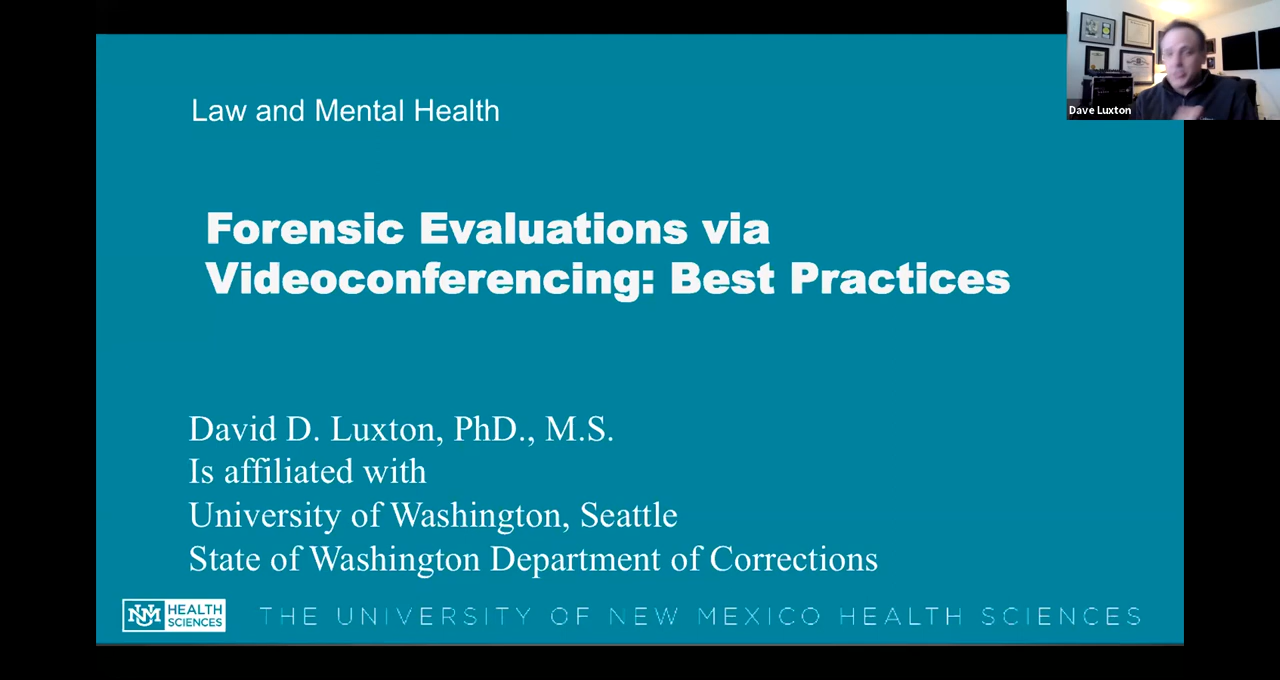 Law and Mental Health
Dave Luxton
Forensic Evaluations via
Videoconferencing: Best Practices
David D. Luxton, PhD., M.S.
Is affiliated with
University of Washington, Seattle
State of Washington Department of Corrections
UNM HEALTH
SCIENCES
THE UNIVERSITY OF NEW MEXICO HEALTH SCIENCES